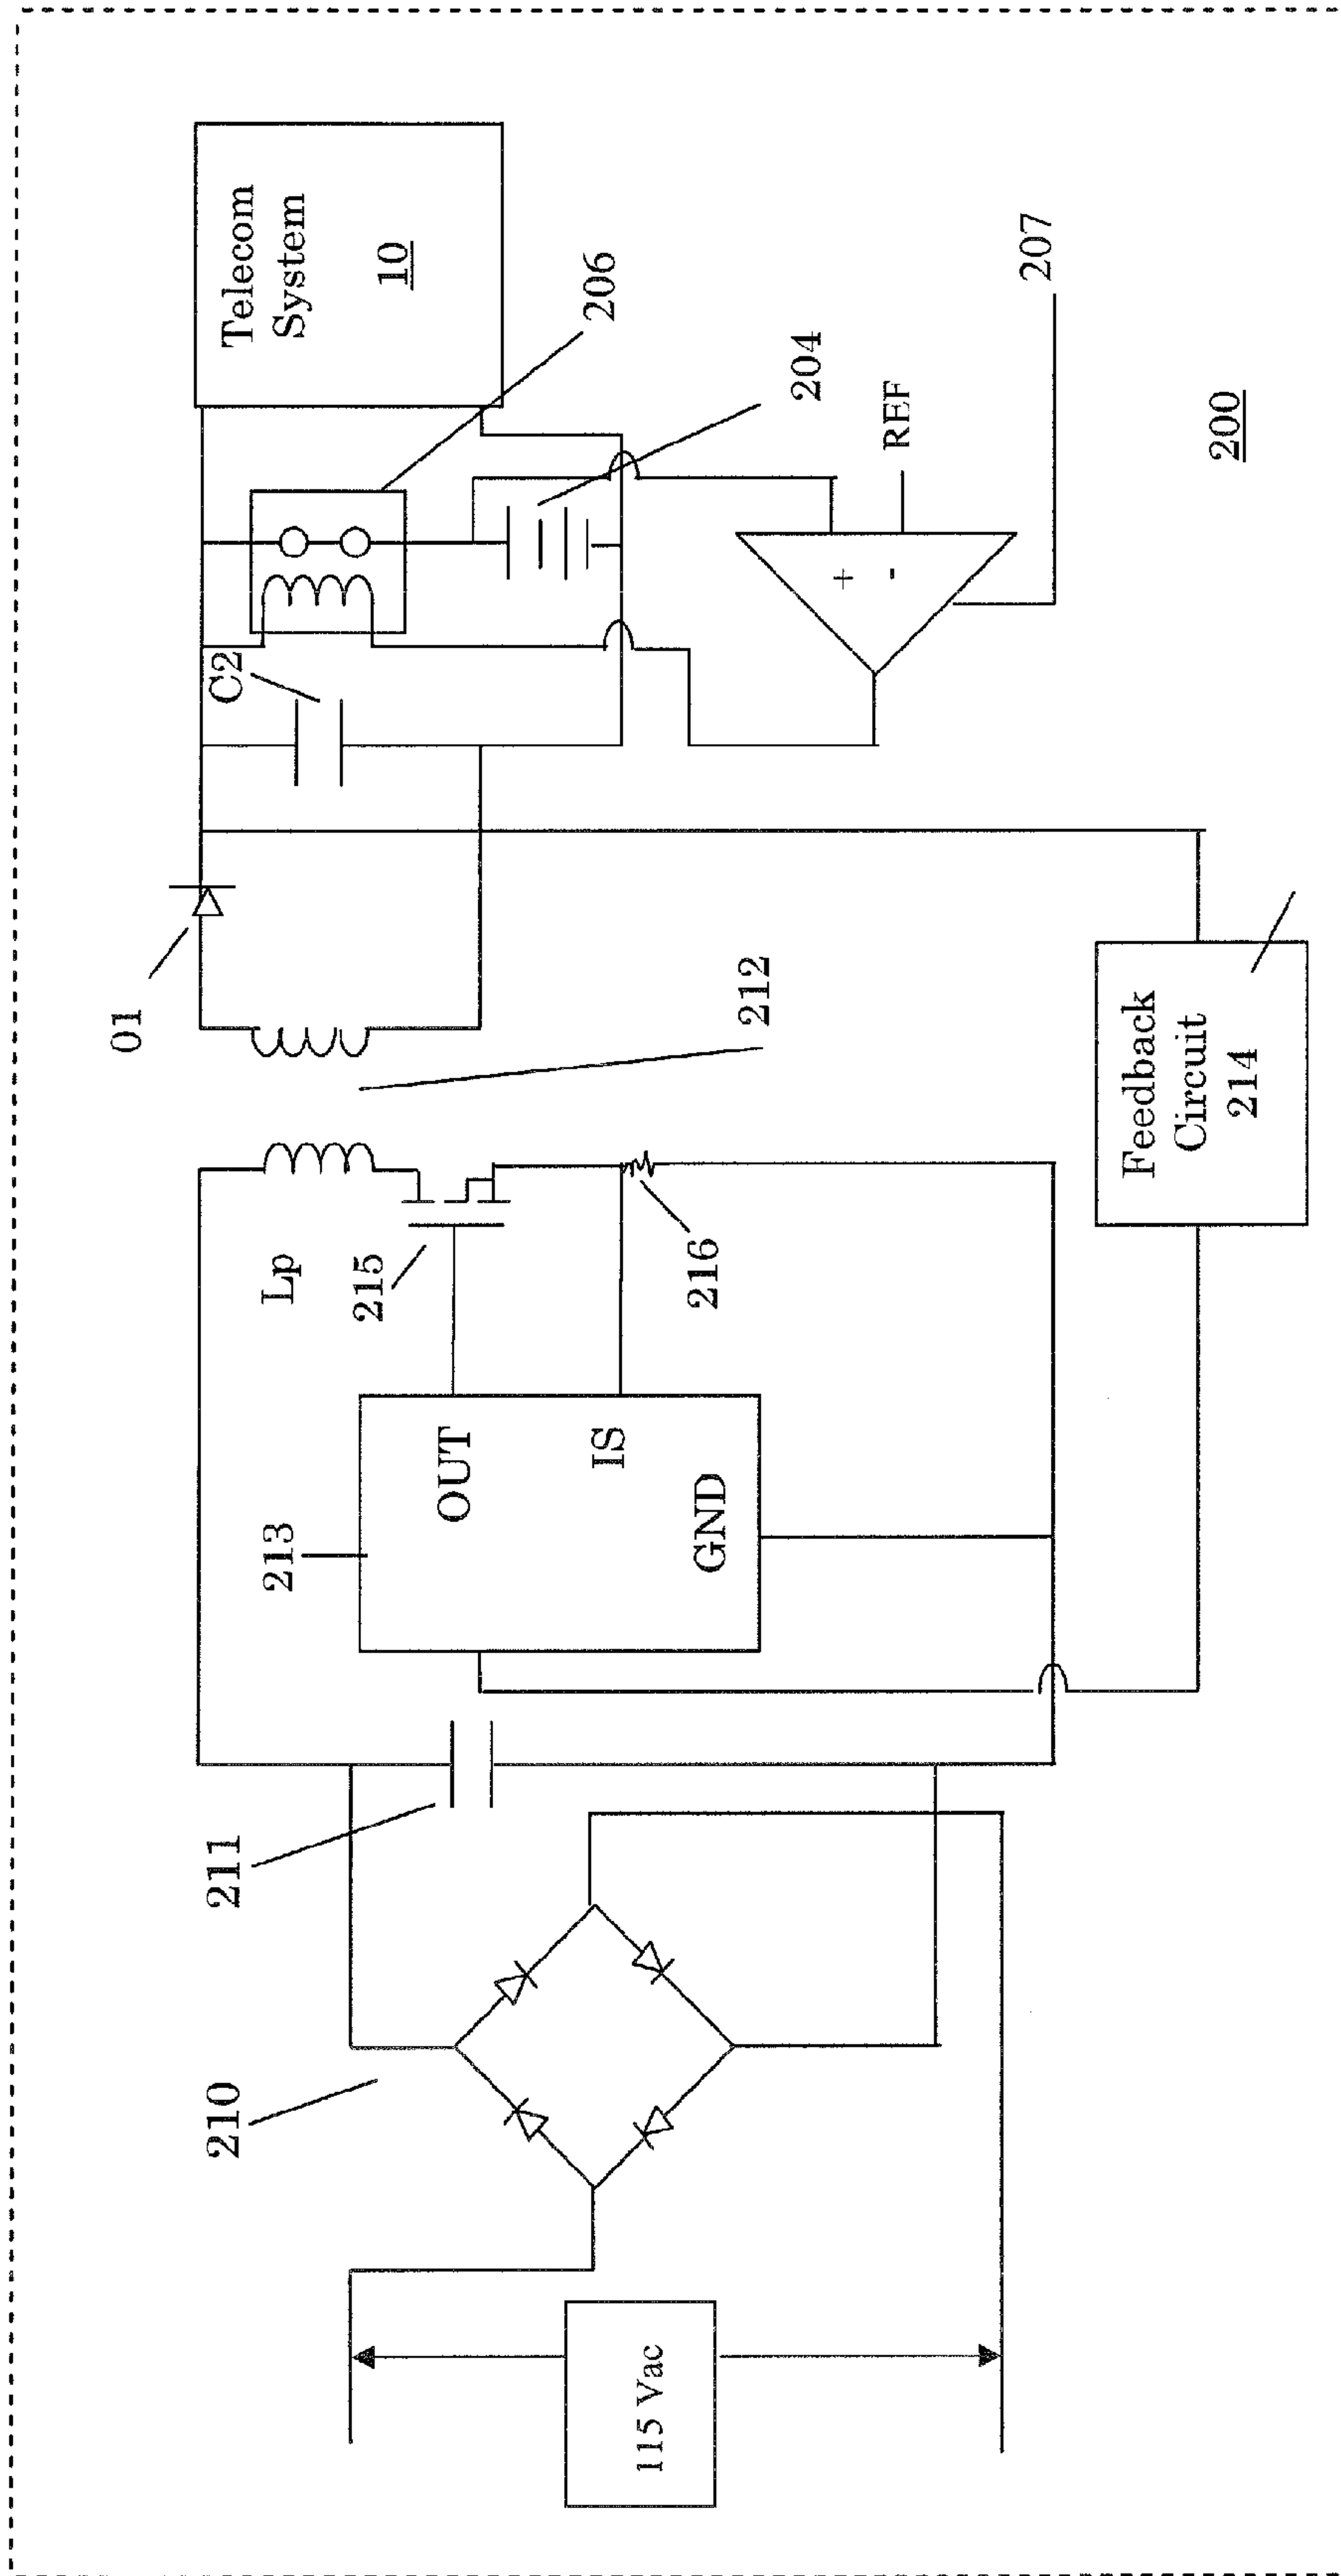 115 Vac
210
211
213
OUT
IS
GND
Lp
215
216
212
01
C2
Telecom
System
10
206
204
REF
207
Feedback
Circuit
214
200
+
-